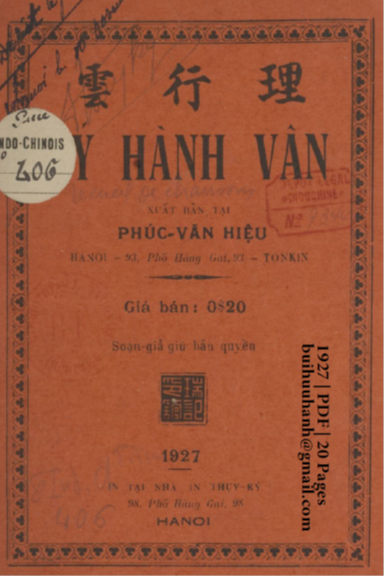 雲行理
NDO-CHINOIS
406
Ý HÀNH VÂN
XUẤT BẢN TẠI
PHÚC-VĂN HIỆU
HANOI – 93, Phố Hàng Gai, 93 – TONKIN
Giá bán : 0$20
Soạn-giả giữ bản quyền
1927
IN TẠI NHÀ IN THỤY-KÝ
98, Phố Hàng Gai, 98
HANOI
406
1927 | PDF | 20 Pages
buihuuhanh@gmail.com